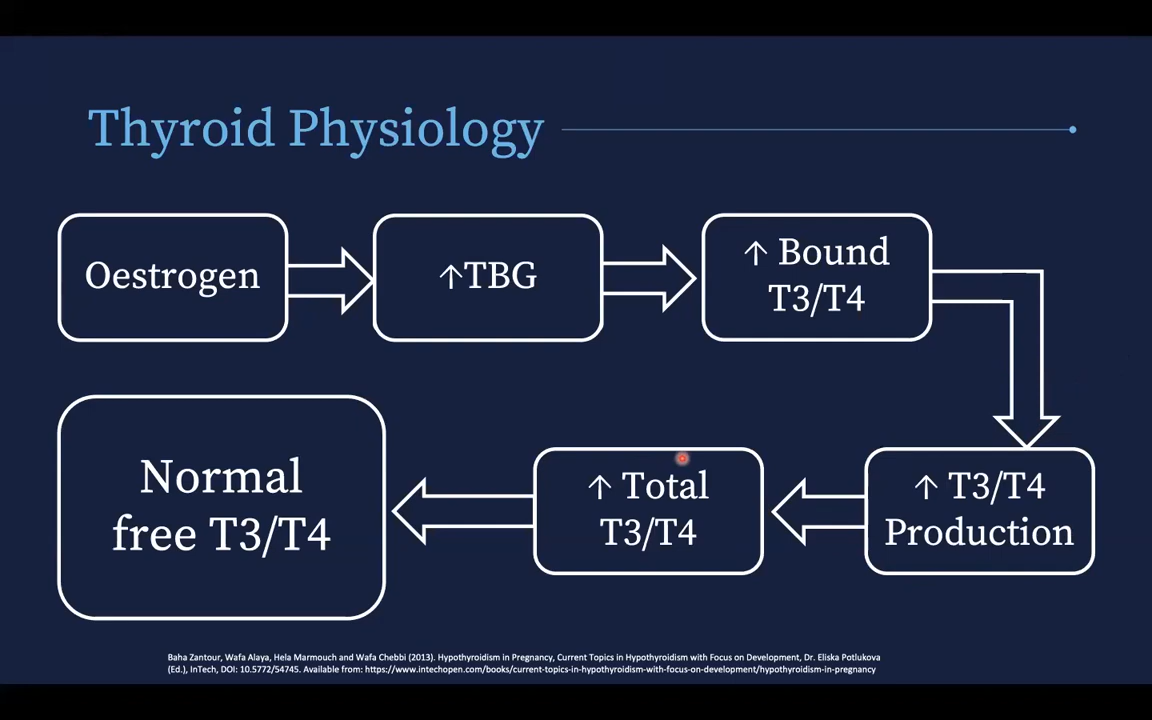 Thyroid Physiology
Oestrogen
↑TBG
↑ Bound
T3/T4
↑ T3/T4
Production
↑ Total
T3/T4
Normal
free T3/T4
Baha Zantour, Wafa Alaya, Hela Marmouch and Wafa Chebbi (2013). Hypothyroidism in Pregnancy, Current Topics in Hypothyroidism with Focus on Development, Dr. Eliska Potlukova
(Ed.), InTech, DOI: 10.5772/54745. Available from: https://www.intechopen.com/books/current-topics-in-hypothyroidism-with-focus-on-development/hypothyroidism-in-pregnancy